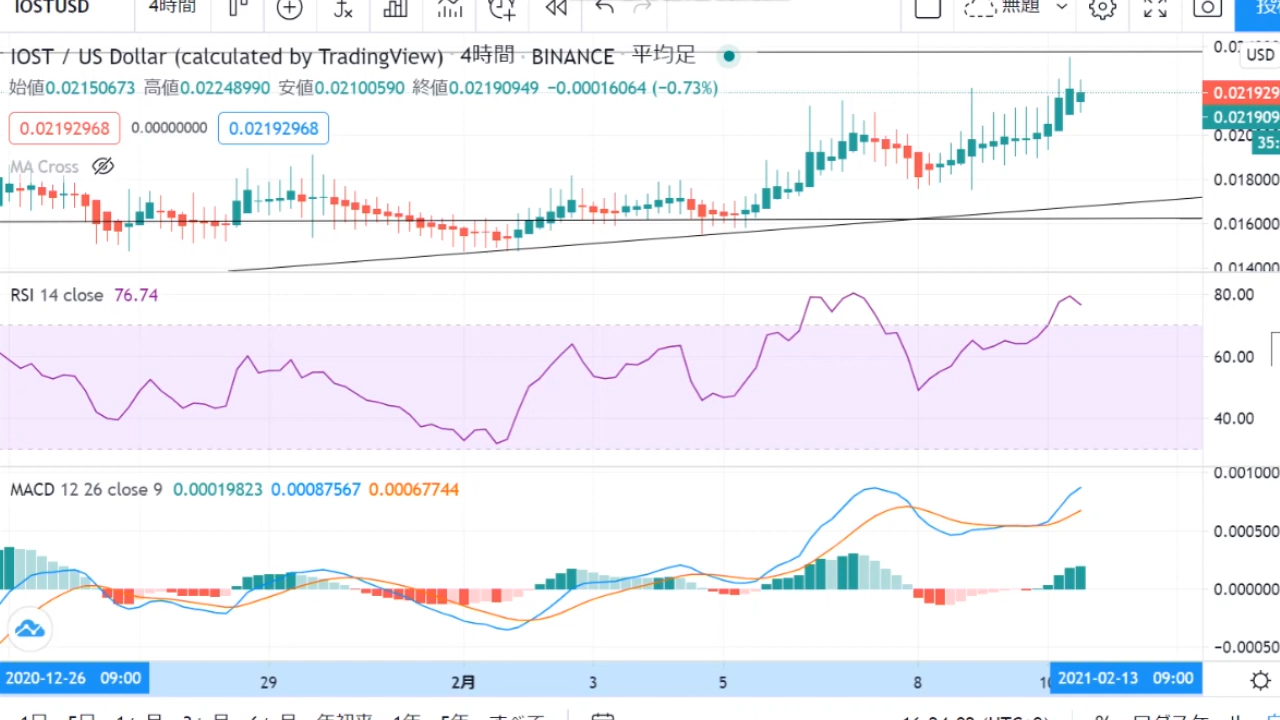 IOSTUSD 4時間 無題
IOST / US Dollar (calculated by TradingView) · 4時間 · BINANCE · 平均足
USD
始値0.02150673 高値0.02248990 安値0.02100590 終値0.02190949 −0.00016064 (−0.73%)
0.021929
0.021909
35:
0.02192968 0.00000000 0.02192968
MA Cross
0.018000
0.016000
0.014000
RSI 14 close 76.74
80.00
60.00
40.00
MACD 12 26 close 9 0.00019823 0.00087567 0.00067744
0.001000
0.000500
0.000000
−0.00050
2020-12-26 09:00 29 2月 3 5 8 10 2021-02-13 09:00